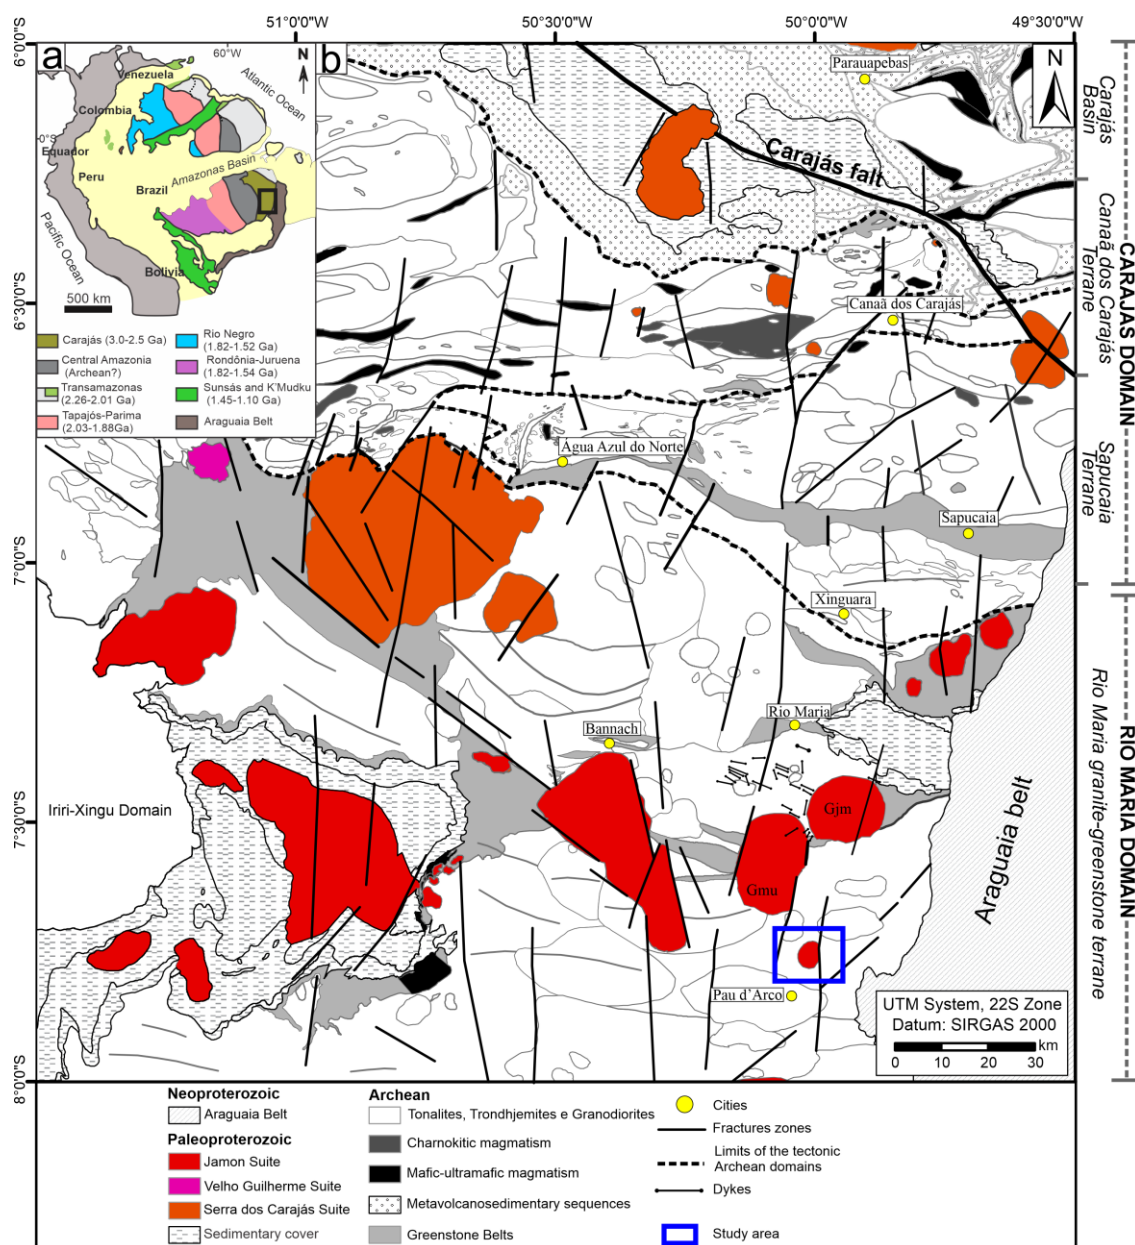 51°0'0"W
50°30'0"W
50°0'0"W
49°30'0"W
6°0'0"S
6°30'0"S
7°0'0"S
7°30'0"S
8°0'0"S
a
60°W
N
Venezuela
Atlantic Ocean
Colombia
0°S
Equador
Amazonas Basin
Peru
Brazil
Pacific Ocean
Bolivia
500 km
Carajás (3.0-2.5 Ga)
Central Amazonia
(Archean?)
Transamazonas
(2.26-2.01 Ga)
Tapajós-Parima
(2.03-1.88Ga)
Rio Negro
(1.82-1.52 Ga)
Rondônia-Juruena
(1.82-1.54 Ga)
Sunsás and K'Mudku
(1.45-1.10 Ga)
Araguaia Belt
b
N
Parauapebas
Carajás falt
Canaã dos Carajás
Água Azul do Norte
Sapucaia
Xinguara
Rio Maria
Bannach
Iriri-Xingu Domain
Gjm
Gmu
Pau d'Arco
Araguaia belt
UTM System, 22S Zone
Datum: SIRGAS 2000
km
0 10 20 30
Carajás
Basin
Canaã dos Carajás
Terrane
Sapucaia
Terrane
CARAJÁS DOMAIN
Rio Maria granite-greenstone terrane
RIO MARIA DOMAIN
Neoproterozoic
Araguaia Belt
Paleoproterozoic
Jamon Suite
Velho Guilherme Suite
Serra dos Carajás Suite
Sedimentary cover
Archean
Tonalites, Trondhjemites e Granodiorites
Charnokitic magmatism
Mafic-ultramafic magmatism
Metavolcanosedimentary sequences
Greenstone Belts
Cities
Fractures zones
Limits of the tectonic
Archean domains
Dykes
Study area